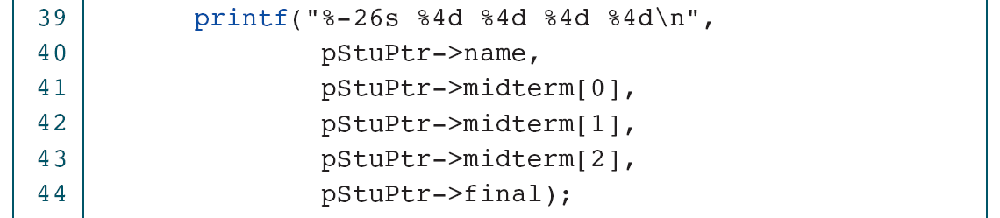 39 printf("%-26s %4d %4d %4d %4d\n",
40 pStuPtr->name,
41 pStuPtr->midterm[0],
42 pStuPtr->midterm[1],
43 pStuPtr->midterm[2],
44 pStuPtr->final);